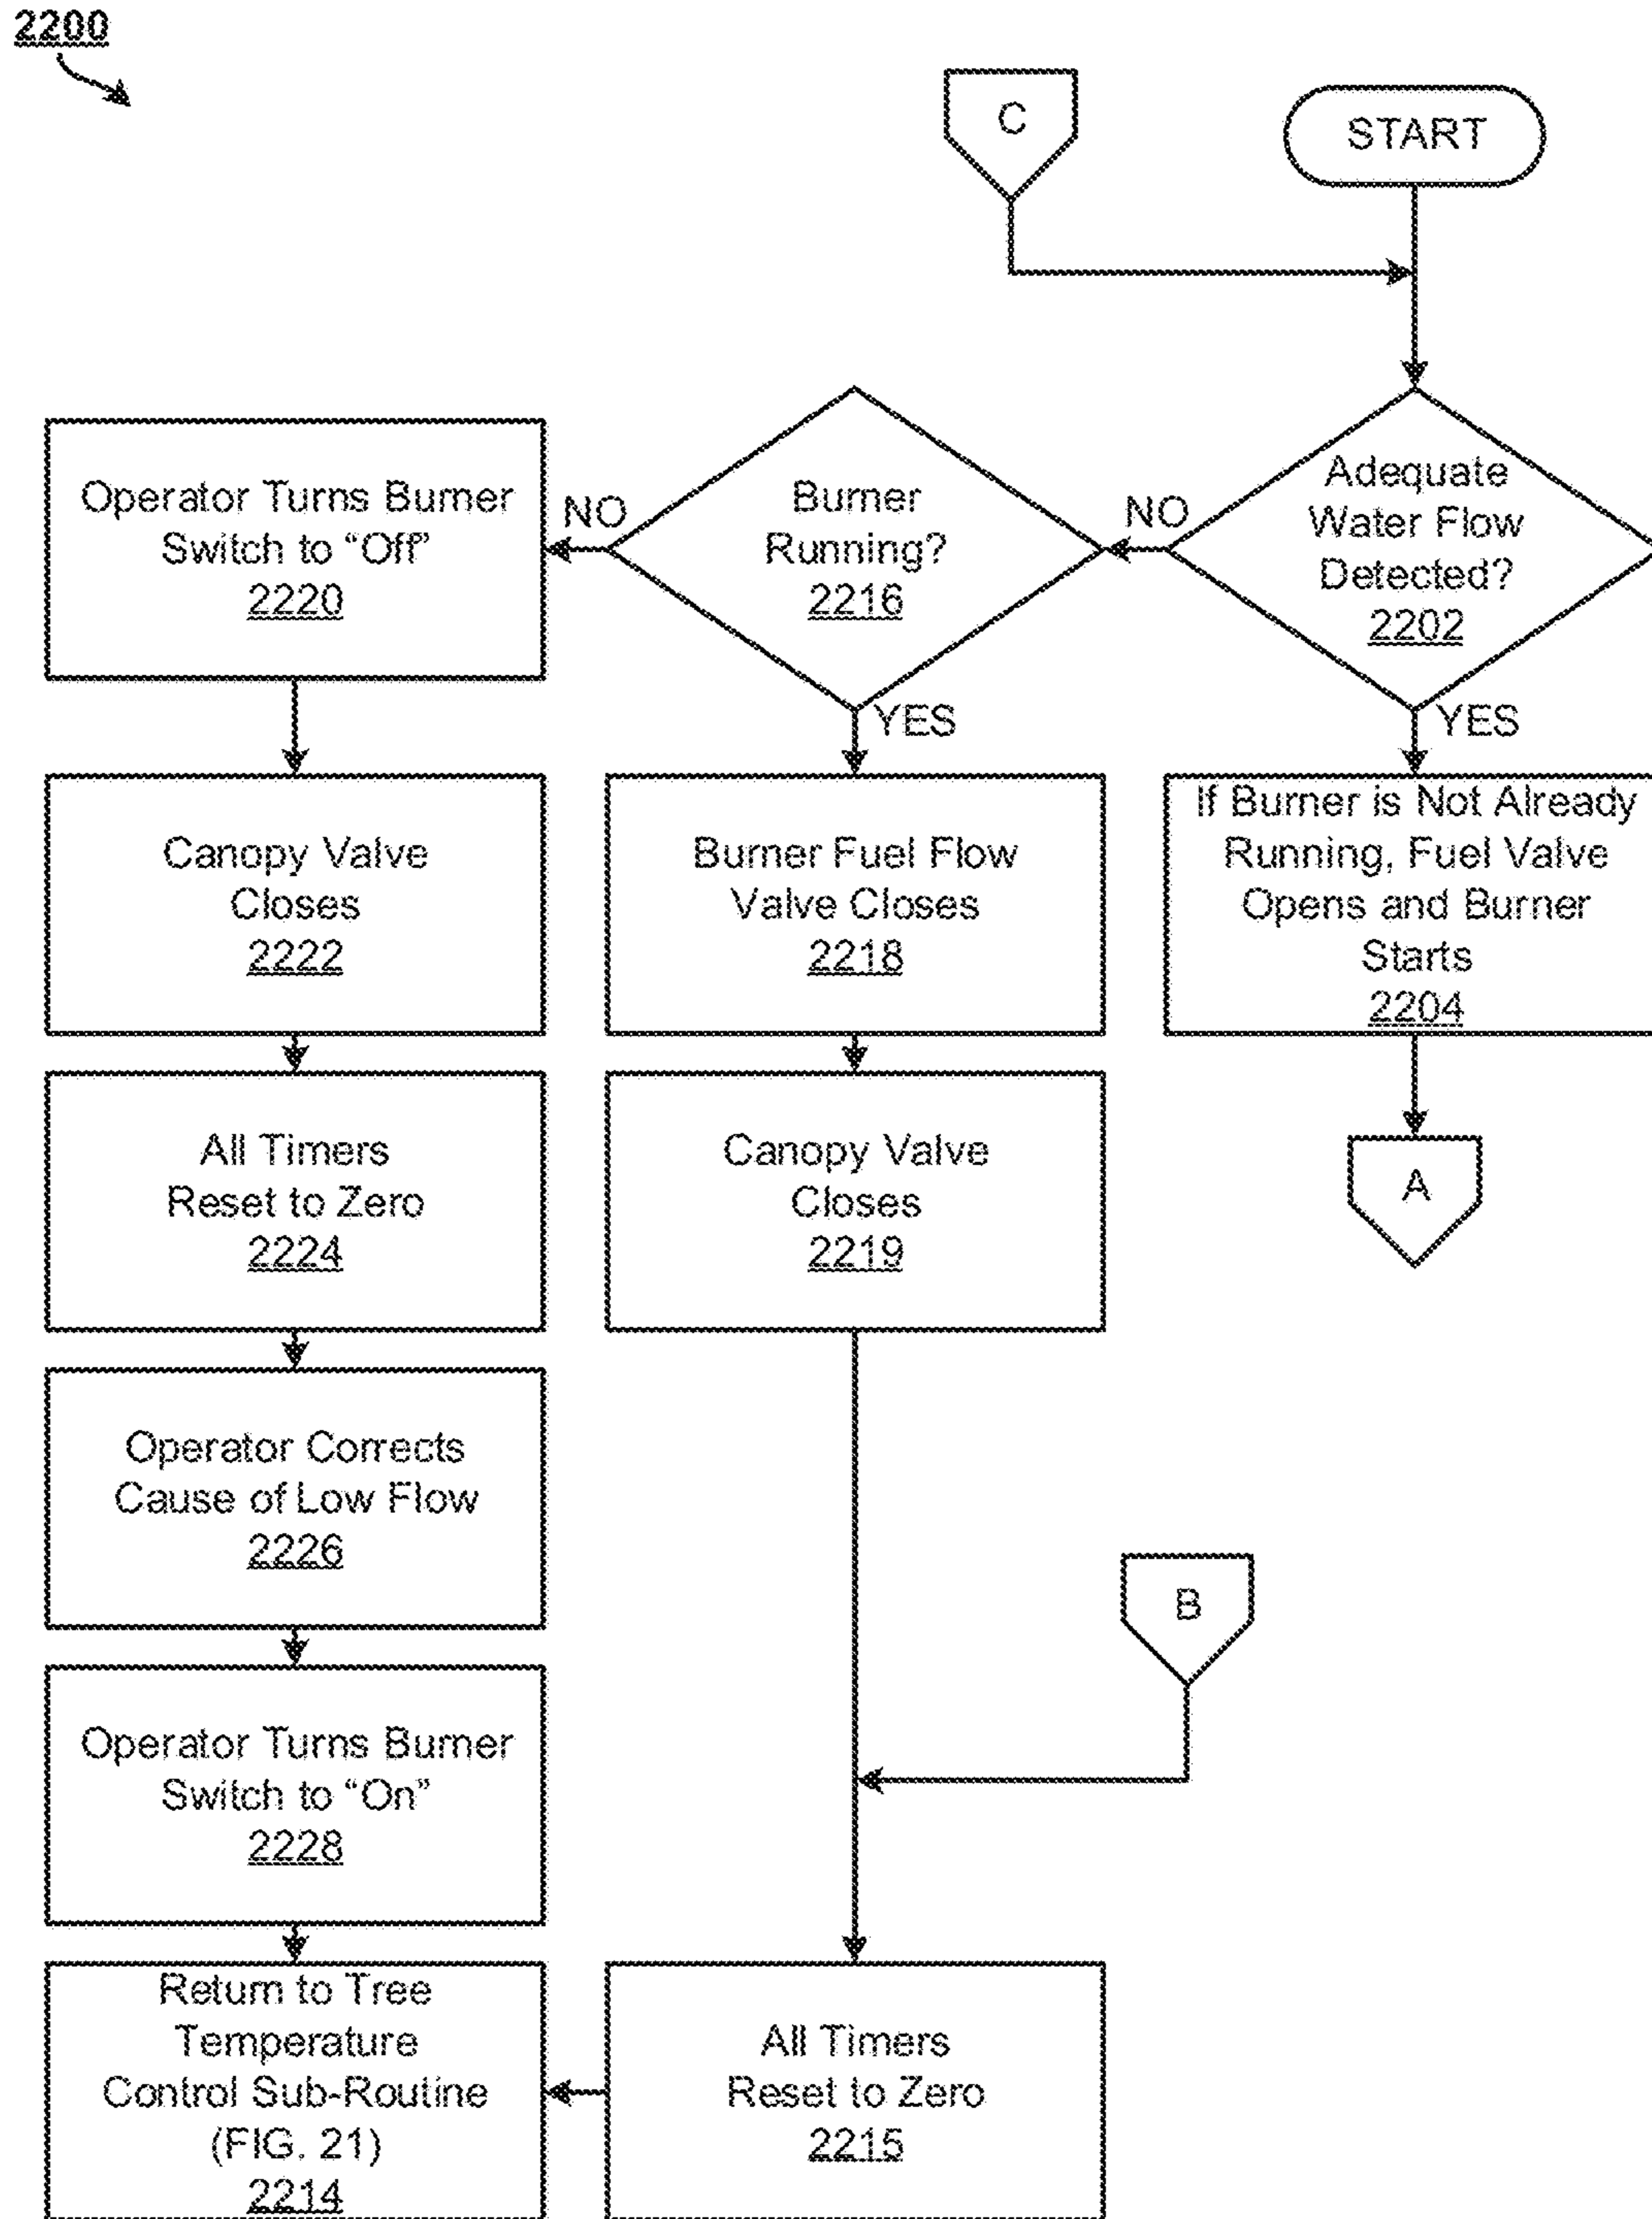 2200
C
START
Adequate
Water Flow
Detected?
2202
NO
YES
Burner
Running?
2216
NO
YES
Operator Turns Burner
Switch to “Off”
2220
If Burner is Not Already
Running, Fuel Valve
Opens and Burner
Starts
2204
A
Burner Fuel Flow
Valve Closes
2218
Canopy Valve
Closes
2219
B
All Timers
Reset to Zero
2215
Canopy Valve
Closes
2222
All Timers
Reset to Zero
2224
Operator Corrects
Cause of Low Flow
2226
Operator Turns Burner
Switch to “On”
2228
Return to Tree
Temperature
Control Sub-Routine
(FIG. 21)
2214